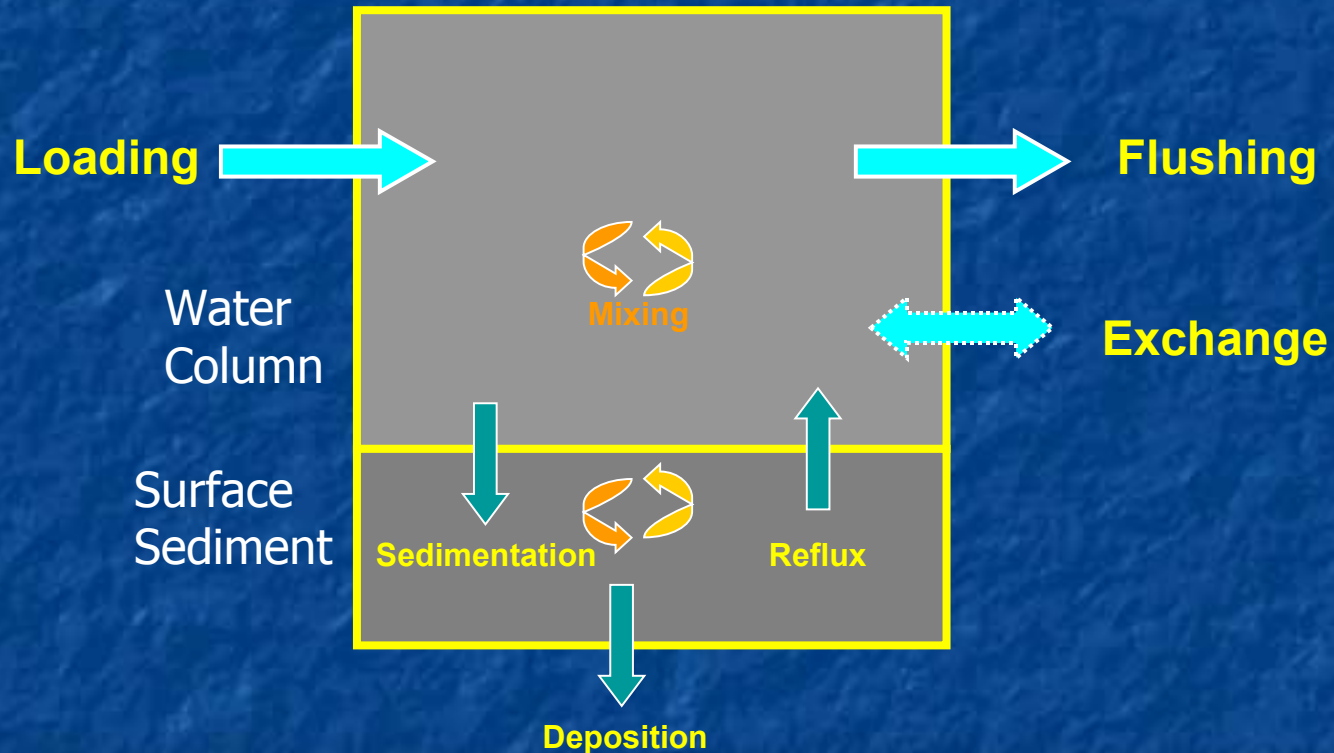 Loading
Flushing
Mixing
Water
Column
Exchange
Surface
Sediment
Sedimentation
Reflux
Deposition